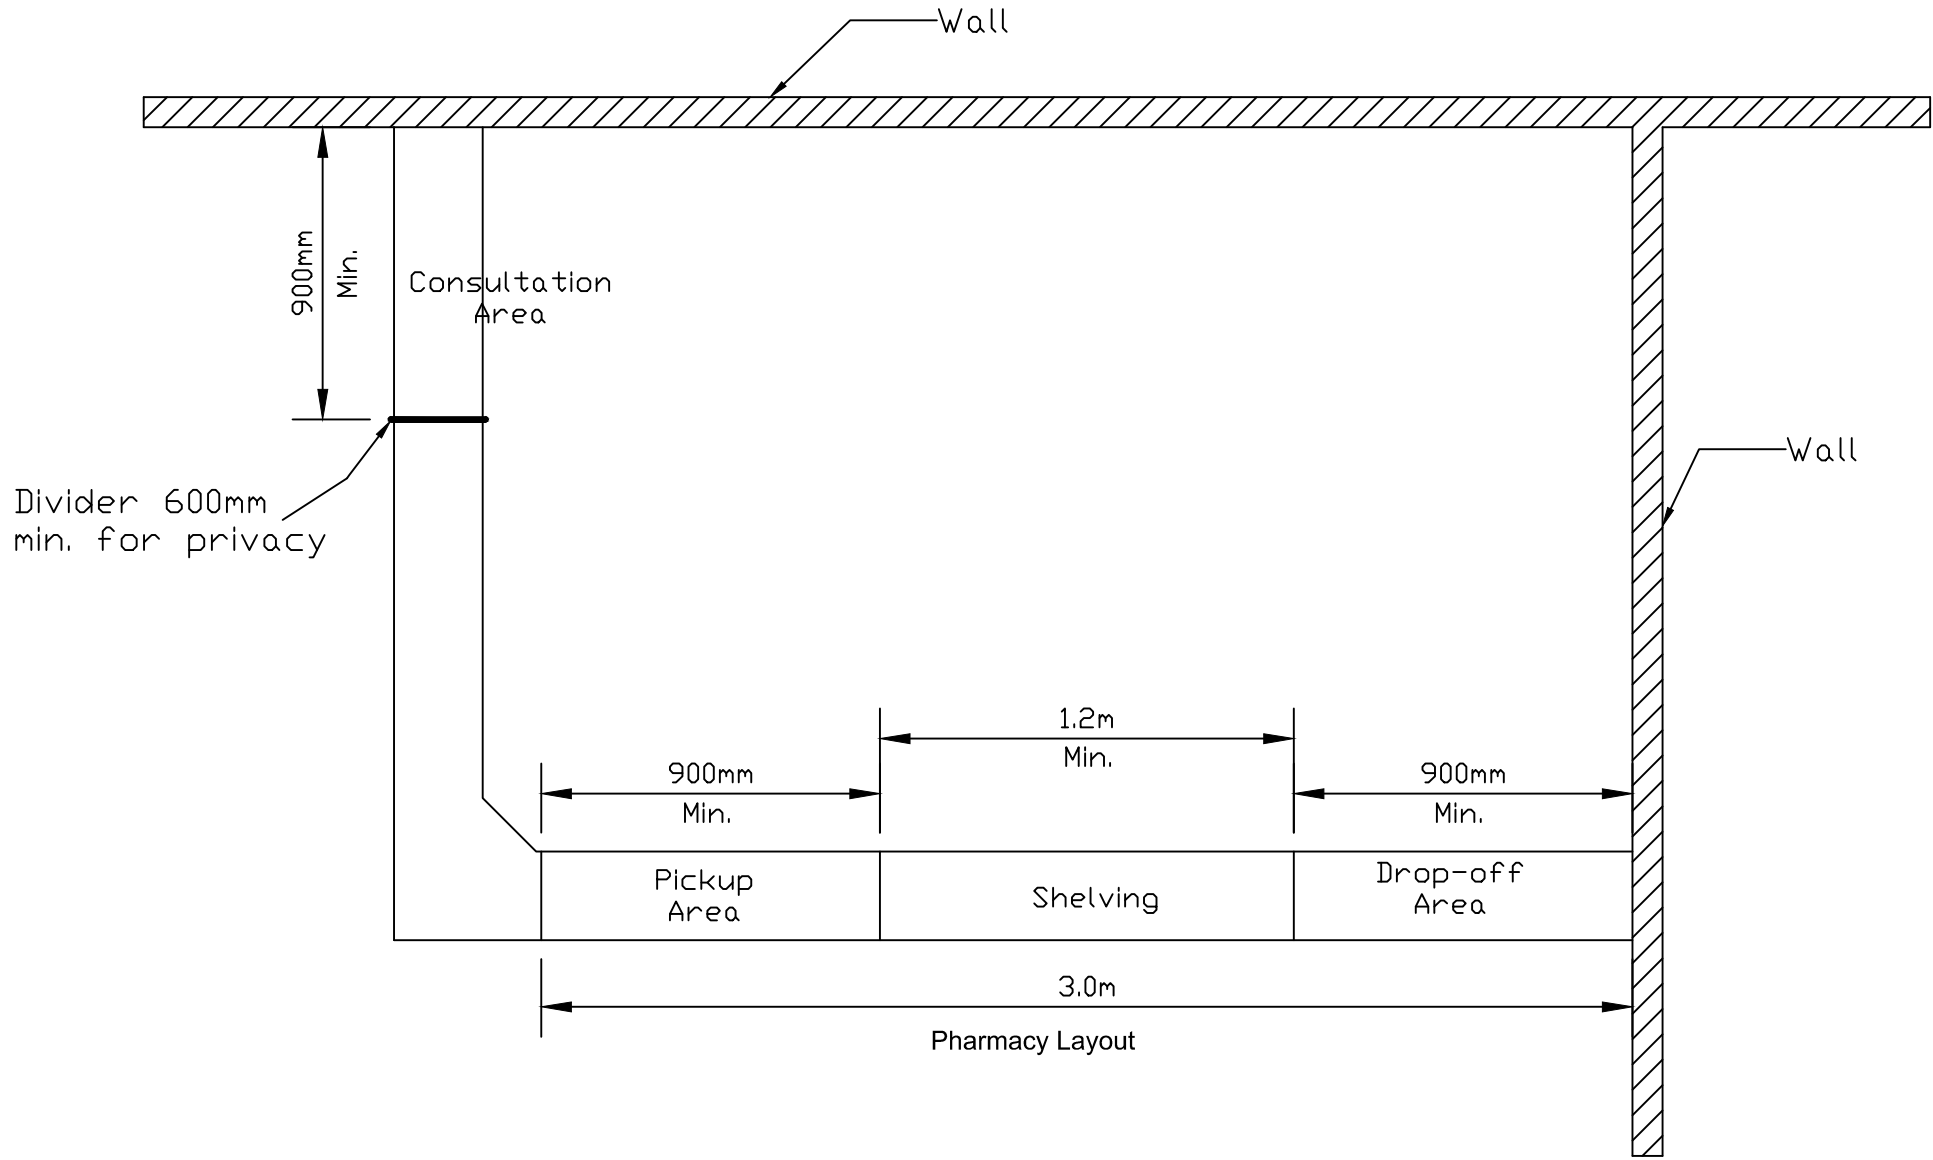 Wall
900mm
Min.
Consultation
Area
Wall
Divider 600mm
min. for privacy
1.2m
Min.
900mm
Min.
900mm
Min.
Pickup
Area
Shelving
Drop-off
Area
3.0m
Pharmacy Layout